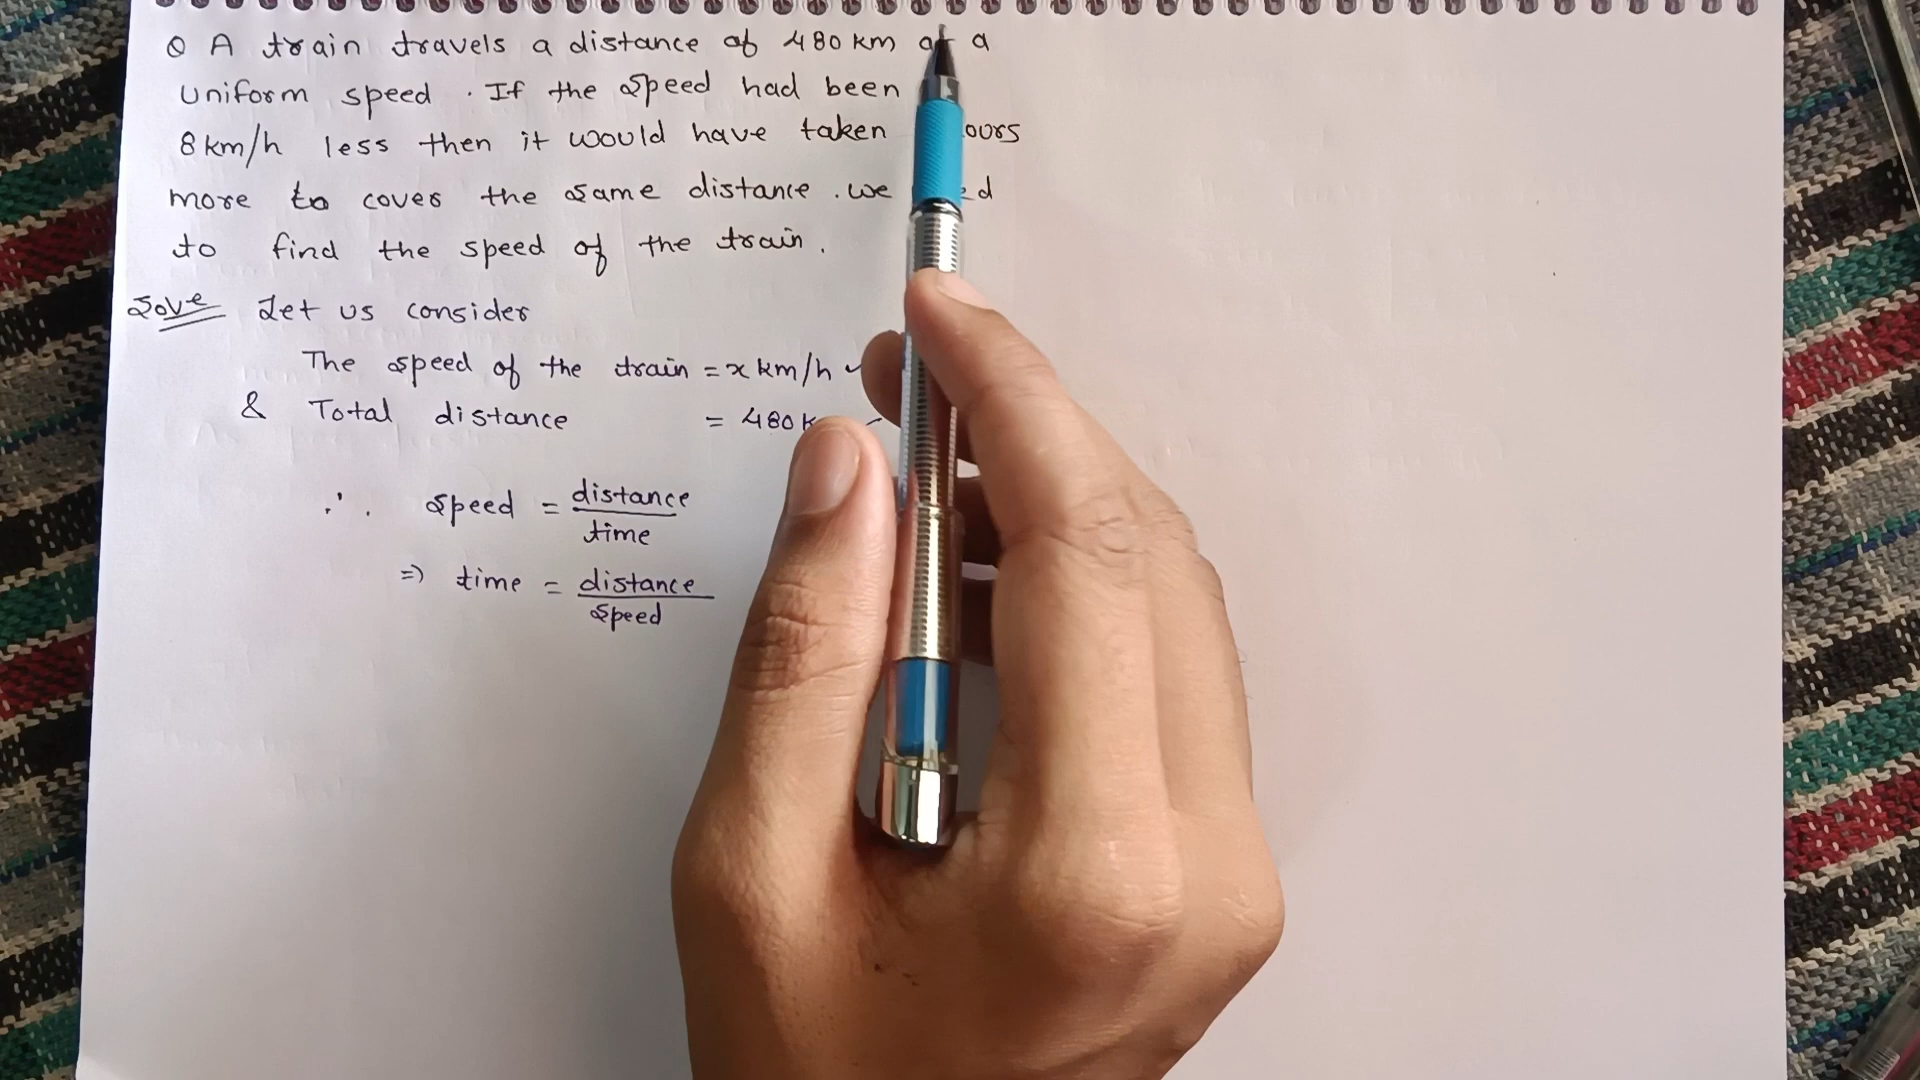 Q A train travels a distance of 480 km at a
uniform speed. If the speed had been
8 km/h less then it would have taken
more to cover the same distance. we
to find the speed of the train.
Solve Let us consider
The speed of the train = x km/h ✓
& Total distance = 480
∴ speed = distance / time
⇒ time = distance / speed